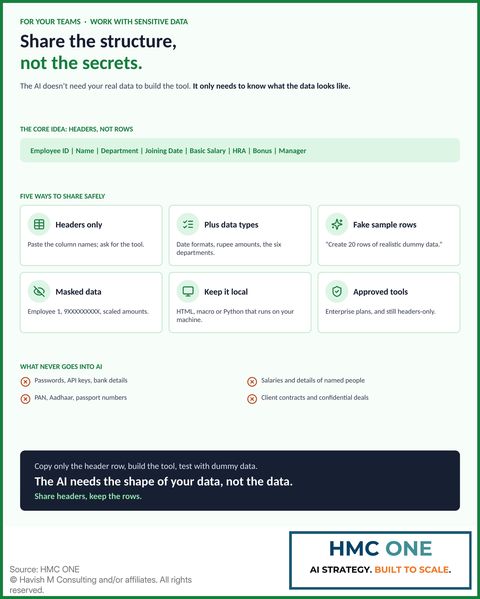 FOR YOUR TEAMS · WORK WITH SENSITIVE DATA
Share the structure,
not the secrets.
The AI doesn't need your real data to build the tool. It only needs to know what the data looks like.
THE CORE IDEA: HEADERS, NOT ROWS
Employee ID | Name | Department | Joining Date | Basic Salary | HRA | Bonus | Manager
FIVE WAYS TO SHARE SAFELY
Headers only
Paste the column names; ask for the tool.
Plus data types
Date formats, rupee amounts, the six
departments.
Fake sample rows
"Create 20 rows of realistic dummy data."
Masked data
Employee 1, 9XXXXXXXXX, scaled amounts.
Keep it local
HTML, macro or Python that runs on your
machine.
Approved tools
Enterprise plans, and still headers-only.
WHAT NEVER GOES INTO AI
Passwords, API keys, bank details
Salaries and details of named people
PAN, Aadhaar, passport numbers
Client contracts and confidential deals
Copy only the header row, build the tool, test with dummy data.
The AI needs the shape of your data, not the data.
Share headers, keep the rows.
HMC ONE
AI STRATEGY. BUILT TO SCALE.
Source: HMC ONE
© Havish M Consulting and/or affiliates. All rights
reserved.